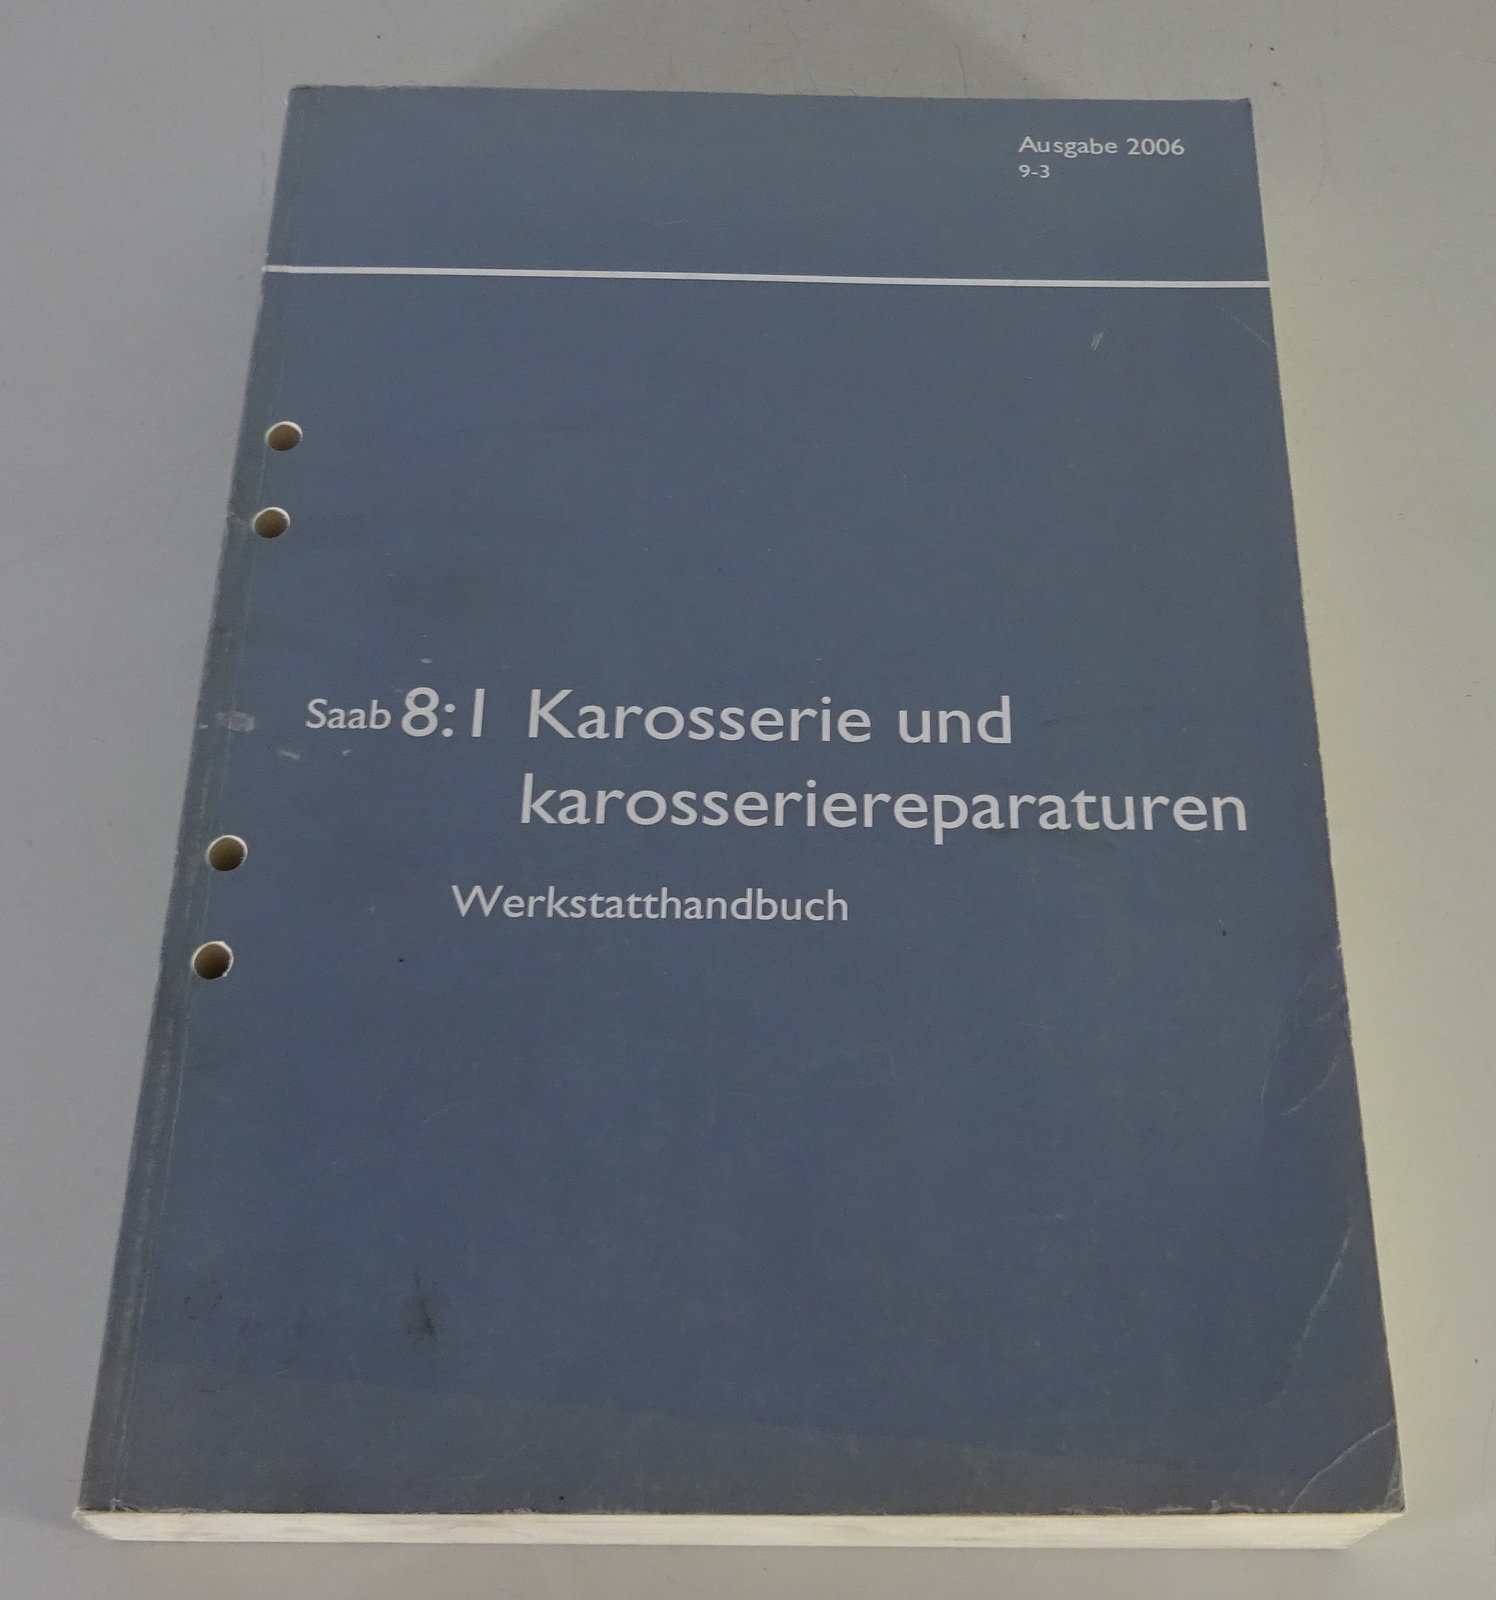 Ausgabe 2006
9-3
Saab 8:1 Karosserie und
karosseriereparaturen
Werkstatthandbuch